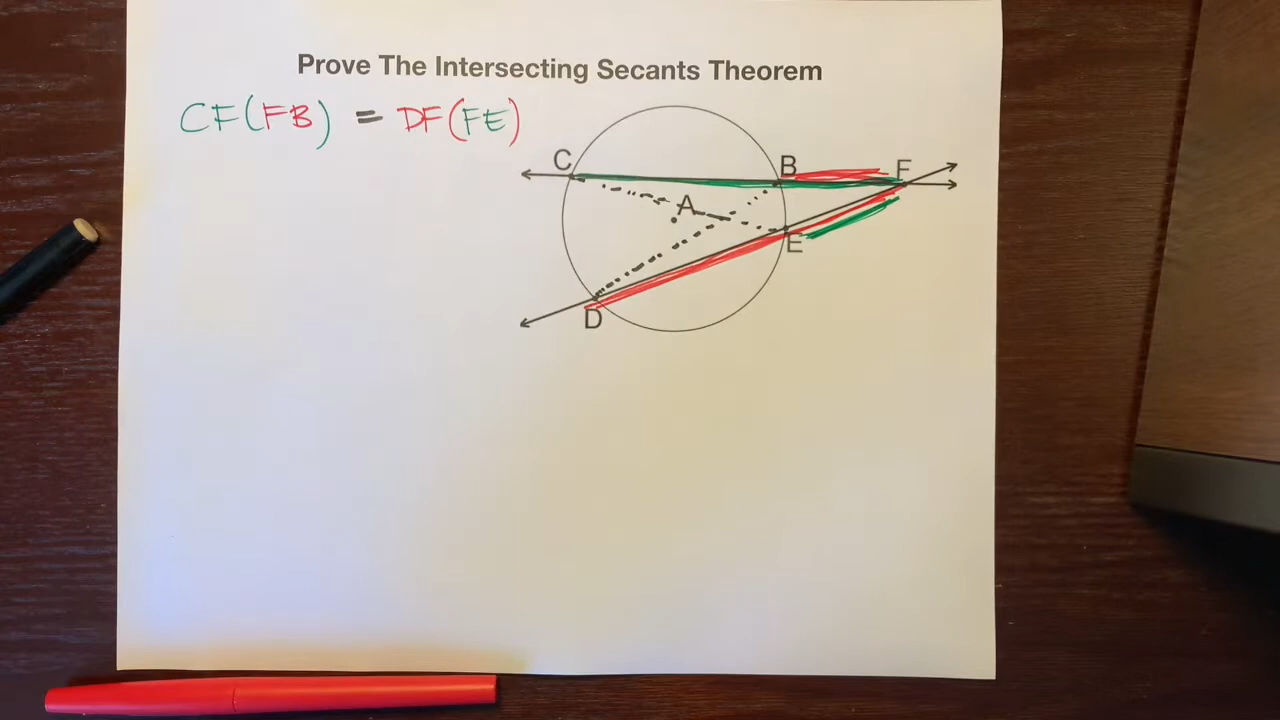 Prove The Intersecting Secants Theorem
CF(FB) = DF(FE)
C
B
F
A
E
D